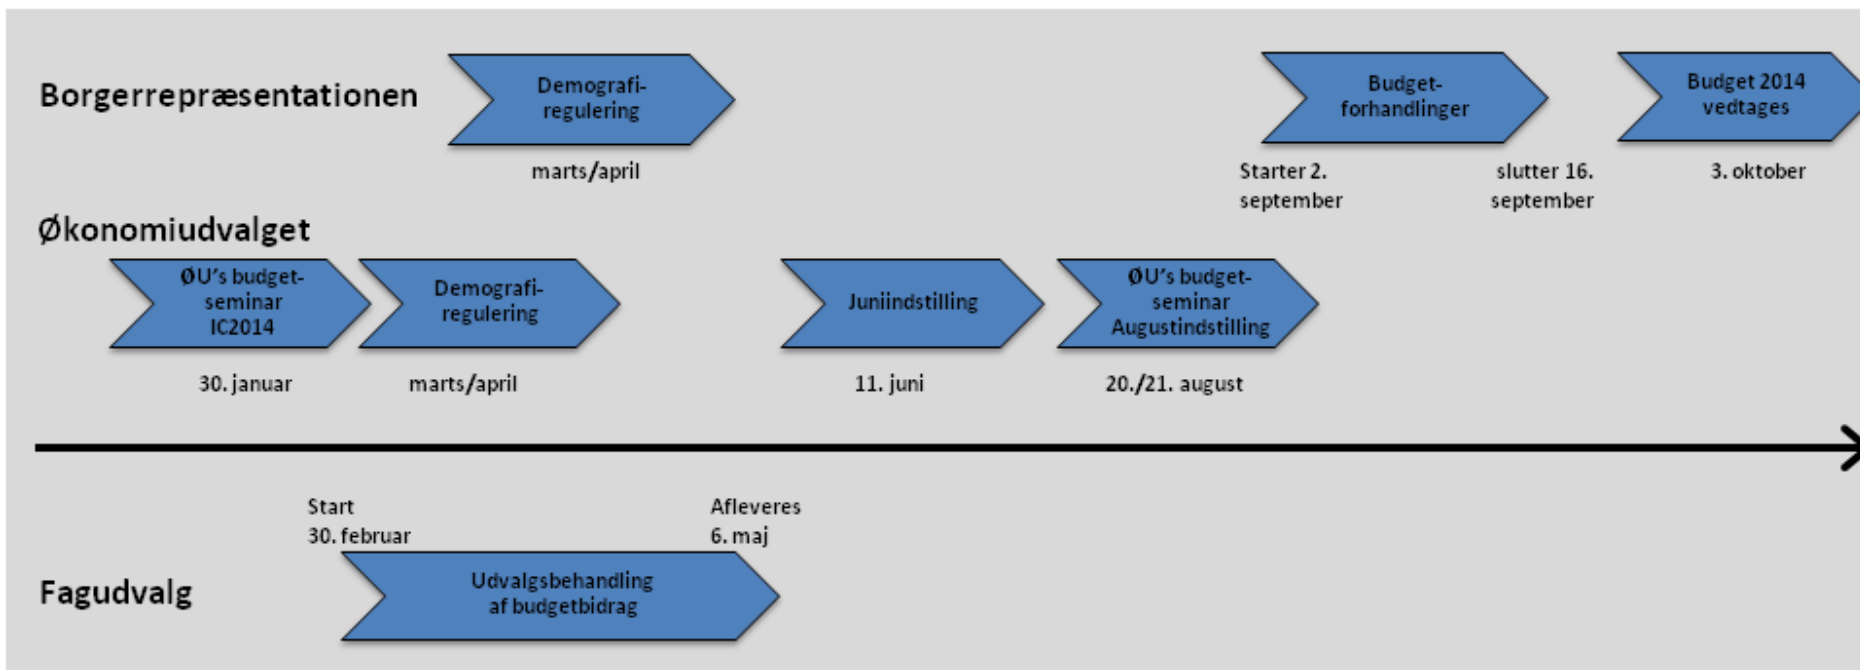 Borgerrepræsentationen
Demografi-
regulering
marts/april
Budget-
forhandlinger
Starter 2.
september
slutter 16.
september
Budget 2014
vedtages
3. oktober
Økonomiudvalget
ØU's budget-
seminar
IC2014
30. januar
Demografi-
regulering
marts/april
Juniindstilling
11. juni
ØU's budget-
seminar
Augustindstilling
20./21. august
Start
30. februar
Afleveres
6. maj
Fagudvalg
Udvalgsbehandling
af budgetbidrag